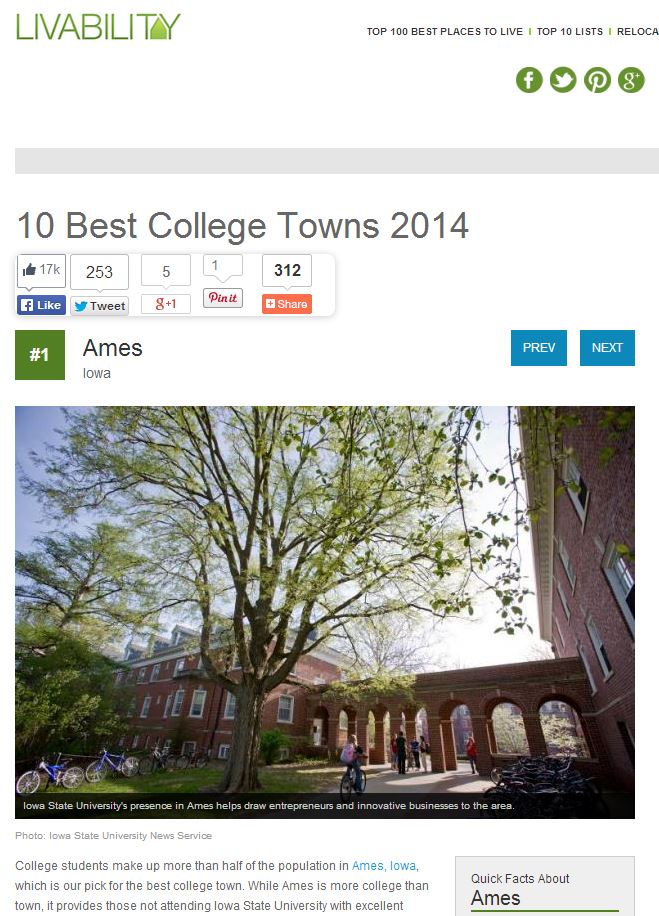 LIVABILITY
TOP 100 BEST PLACES TO LIVE | TOP 10 LISTS | RELOCA
f
g+
10 Best College Towns 2014
17k 253 5 1 312
f Like Tweet g+1 Pin it Share
#1 Ames PREV NEXT
Iowa
Iowa State University's presence in Ames helps draw entrepreneurs and innovative businesses to the area.
Photo: Iowa State University News Service
College students make up more than half of the population in Ames, Iowa,
which is our pick for the best college town. While Ames is more college than
town, it provides those not attending Iowa State University with excellent
Quick Facts About
Ames